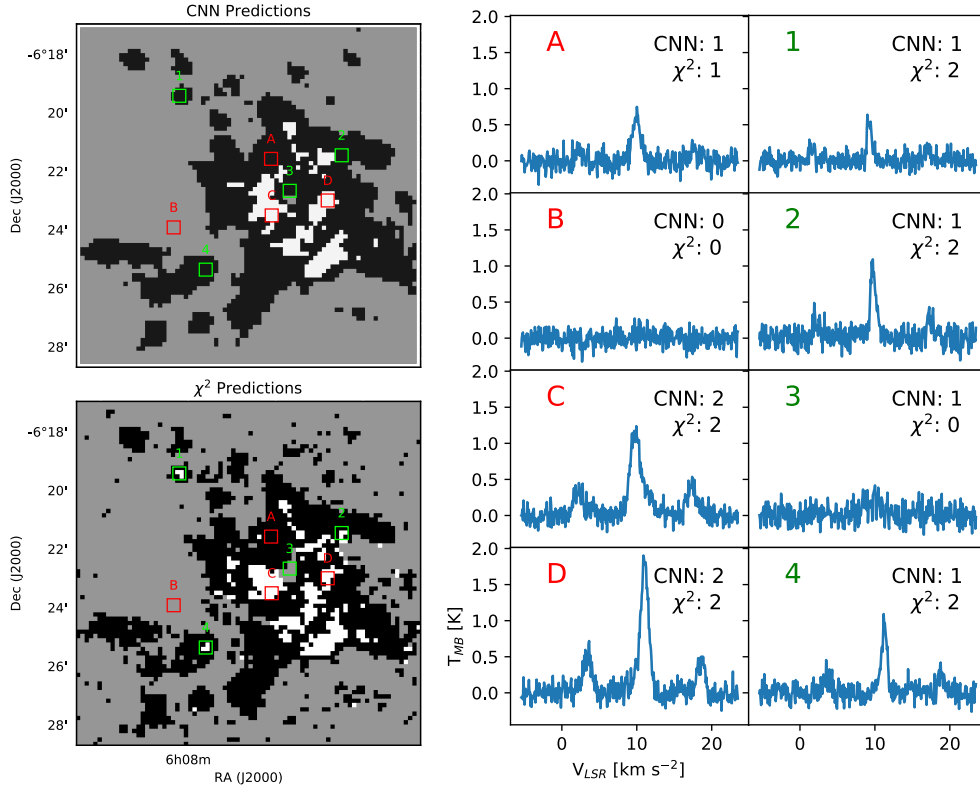 CNN Predictions
-6°18'
20'
22'
24'
26'
28'
Dec (J2000)
1
A
2
3
C
D
B
4
χ² Predictions
-6°18'
20'
22'
24'
26'
28'
Dec (J2000)
1
A
2
3
C
D
B
4
6h08m
RA (J2000)
2.0
1.5
1.0
0.5
0.0
A
CNN: 1
χ²: 1
1
CNN: 1
χ²: 2
2.0
1.5
1.0
0.5
0.0
B
CNN: 0
χ²: 0
2
CNN: 1
χ²: 2
2.0
1.5
1.0
0.5
0.0
C
CNN: 2
χ²: 2
3
CNN: 1
χ²: 0
2.0
1.5
1.0
0.5
0.0
T_MB [K]
D
CNN: 2
χ²: 2
4
CNN: 1
χ²: 2
0 10 20
0 10 20
V_LSR [km s⁻²]